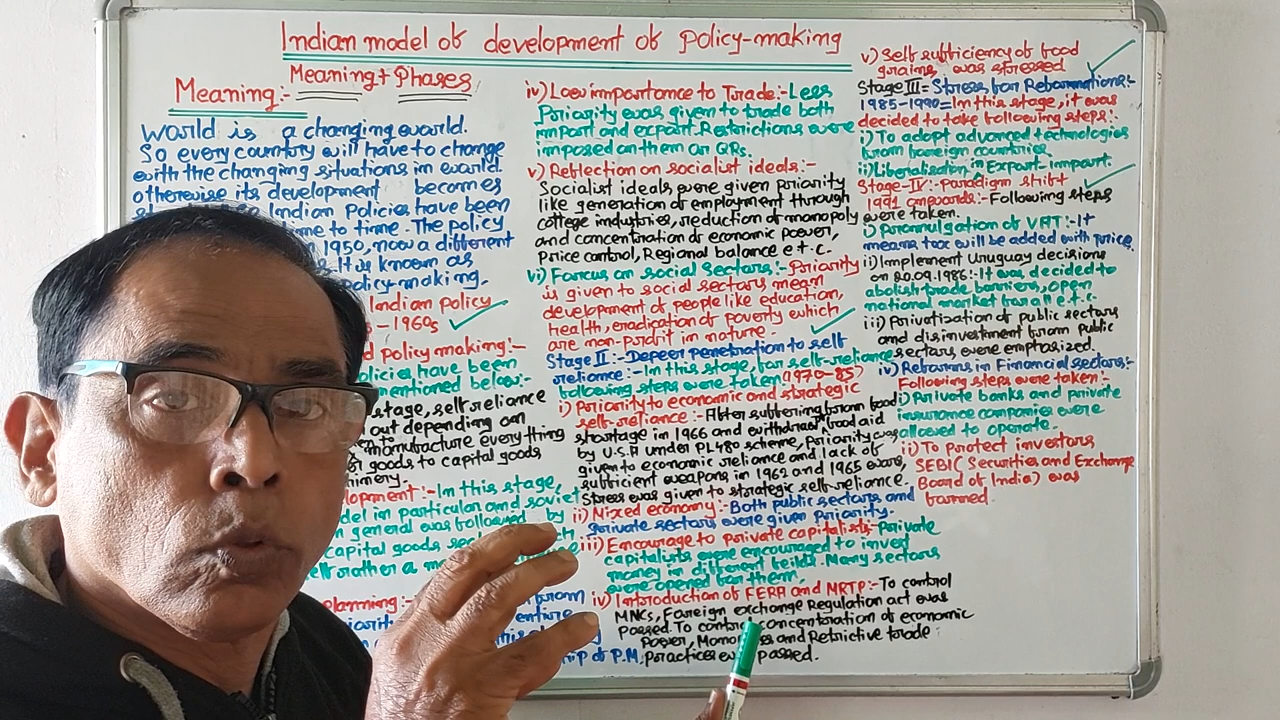 Indian model of development of policy-making
Meaning + Phases
Meaning:-
World is a changing world.
So every country will have to change
with the changing situations in world.
otherwise its development becomes
Indian Policies have been
time to time. The policy
1950, now a different
It is known as
policy making.
Indian policy
- 1960s
policy making:-
policies have been
mentioned below:-
stage, self reliance
out depending on
manufacture everything
goods to capital goods
In this stage,
model in particular and soviet
general was followed by
capital goods
rather a
planning:-
from
of P.M.
iv) Low importance to Trade:- Less
Priority was given to trade both
import and export. Restrictions were
imposed on them or QRs.
v) Reflection on socialist ideals:-
Socialist ideals were given priority
like generation of employment through
cottege industries, reduction of monopoly
and concentration of economic power,
Price control, Regional balance e.t.c.
vi) Forcus on social Sectors:- Priority
is given to social sectors mean
development of people like education,
health, eradication of poverty which
are non-profit in nature.
Stage II:- Depeer penetration to self
reliance:- In this stage, for self-reliance
following steps were taken (1970-85)
i) Priority to economic and strategic
self-reliance:- After suffering from food
shortage in 1966 and withdrast food aid
by U.S.A under PL480 scheme, Priority was
given to economic reliance and lack of
sufficient weapons in 1962 and 1965 wars,
Stress was given to strategic self-reliance.
ii) Mixed economy:- Both public sectors and
private sectors were given Priority.
iii) Encourage to private capitalists:- Private
capitalists were encouraged to invest
money in different feilds. Many sectors
were opened for them.
iv) Introduction of FERA and MRTP:- To control
MNCs, Foreign exchange Regulation act was
passed. To control concentration of economic
Power, and Restrictive trade
practices passed.
v) Self sufficiency of food
grains was stressed
Stage III = Stress for Reformations:-
1985-1990 = In this stage, it was
decided to take following steps:-
i) To adopt advanced technologies
from foreign countries.
ii) Liberalisation in Export-import.
Stage-IV:- Paradigm shift
1991 onwards:- Following steps
were taken.
i) Promulgation of VAT:- It
means tax will be added with price.
ii) Implement Uruguay decisions
on 20.09.1986:- It was decided to
abolish trade barriers, open
national market for all e.t.c.
iii) Privatization of public sectors
and disinvestment from public
sectors were emphasized.
iv) Reforms in Financial sectors:-
Following steps were taken:-
i) Private banks and private
insurance companies were
allowed to operate.
ii) To protect investors
SEBI( Securities and Exchange
Board of India) was
formed.